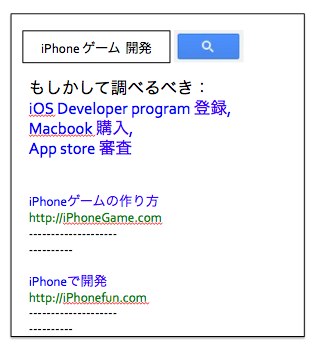 iPhone ゲーム 開発
もしかして調べるべき：
iOS Developer program 登録,
Macbook 購入,
App store 審査
iPhoneゲームの作り方
http://iPhoneGame.com
--------------------
----------
iPhoneで開発
http://iPhonefun.com
--------------------
----------